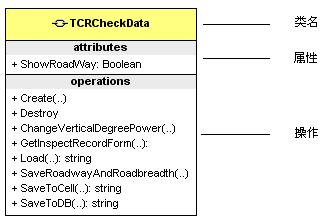 TCRCheckData
类名
attributes
+ ShowRoadWay: Boolean
属性
operations
+ Create(..)
+ Destroy
+ ChangeVerticalDegreePower(..)
+ GetInspectRecordForm(..):
操作
+ Load(..): string
+ SaveRoadwayAndRoadbreadth(..)
+ SaveToCell(..): string
+ SaveToDB(..): string